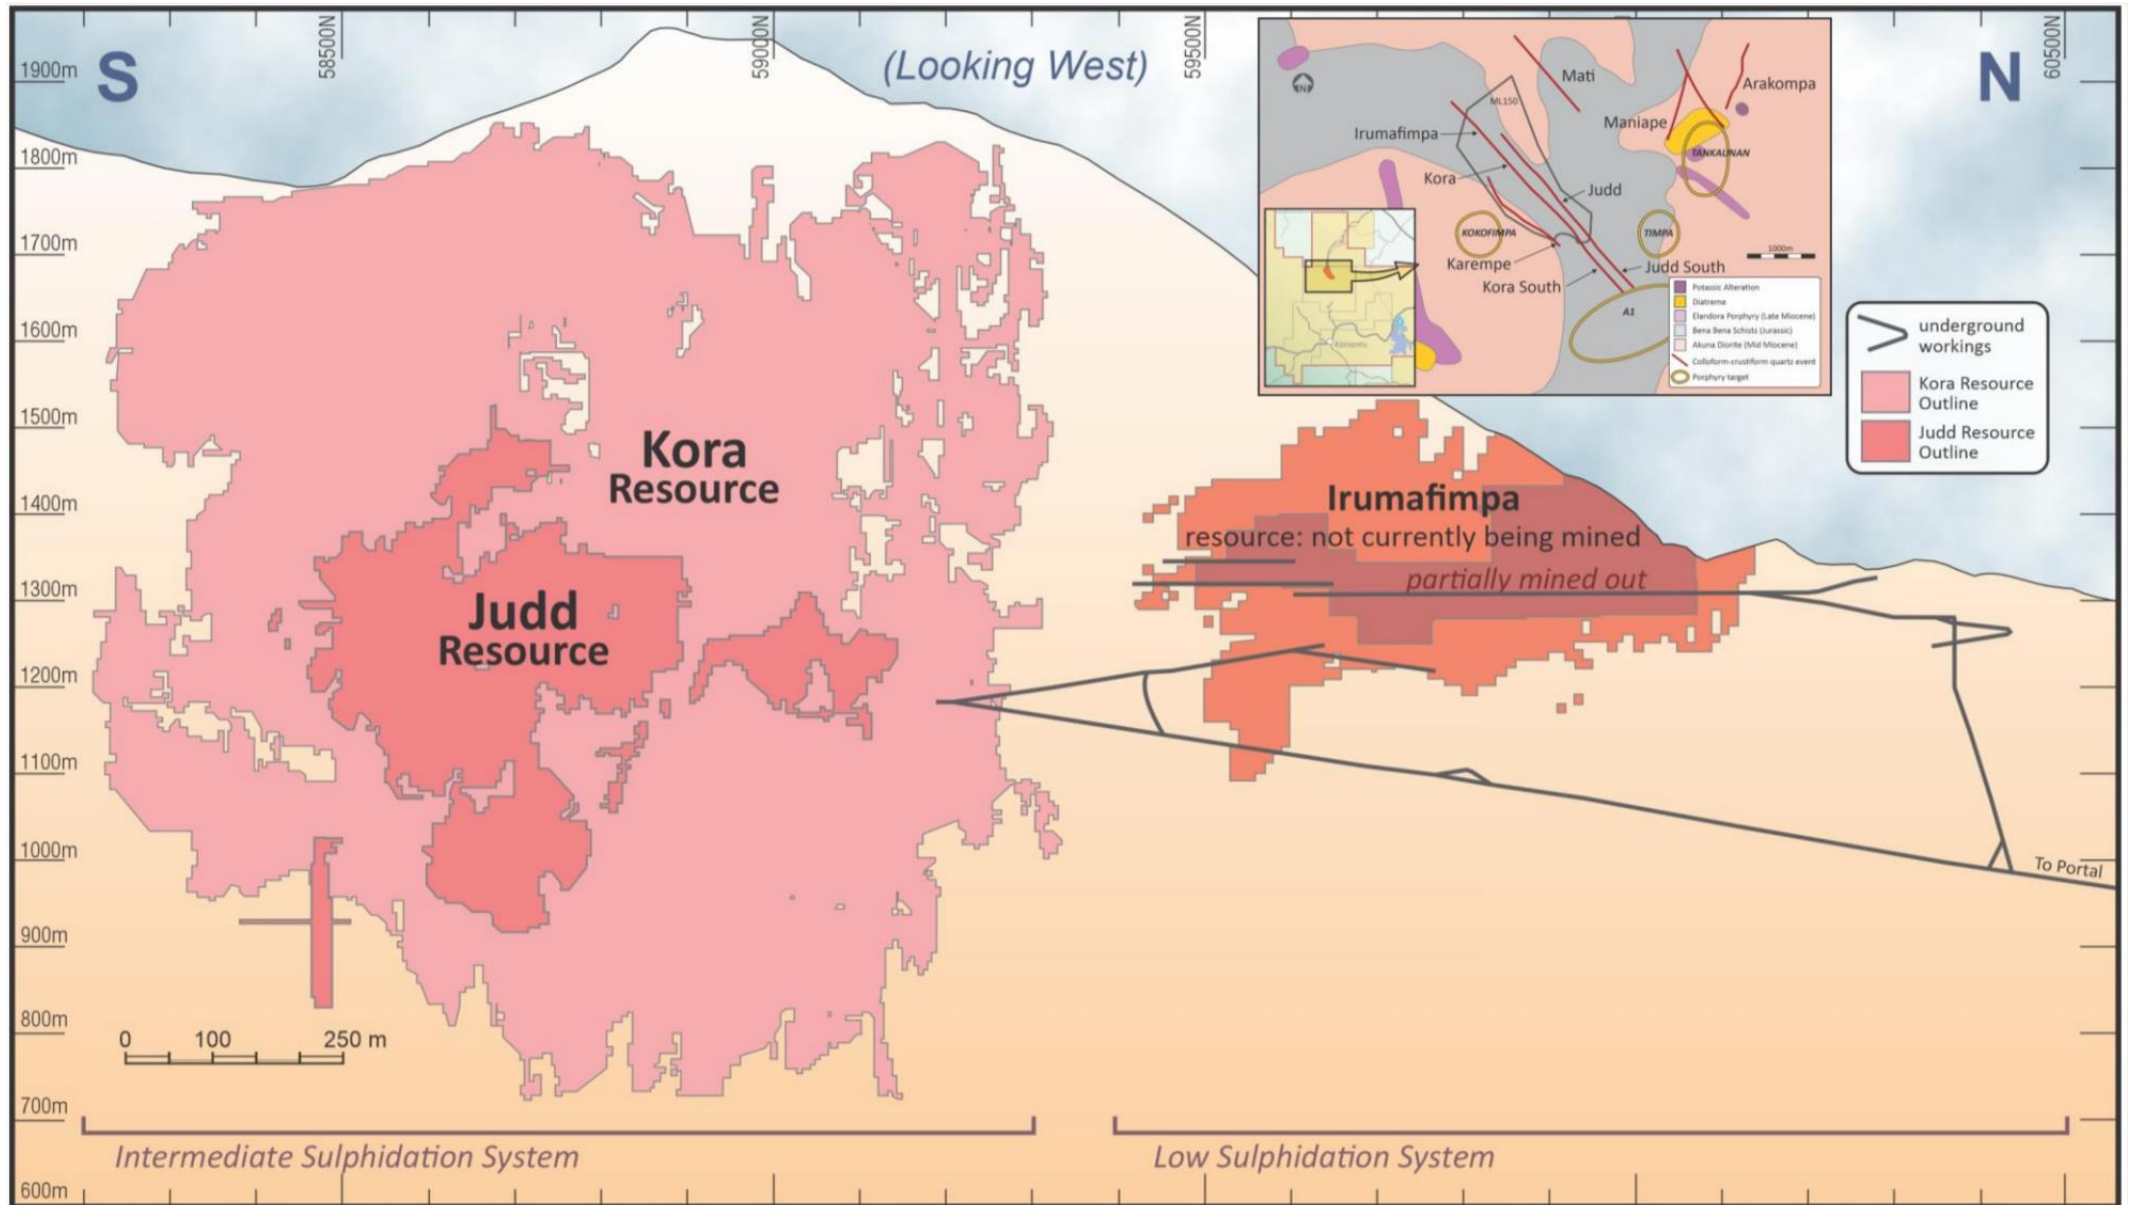 S
(Looking West)
N
58500N
59000N
59500N
60500N
1900m
1800m
1700m
1600m
1500m
1400m
1300m
1200m
1100m
1000m
900m
800m
700m
600m
Mati
Arakompa
ML150
Maniape
Irumafimpa
TANKAUNAN
Kora
Judd
KOKOFIMPA
TIMPA
Karempe
1000m
Judd South
Kora South
A1
N
Kainantu
Potassic Alteration
Diatreme
Elandora Porphyry (Late Miocene)
Bena Bena Schists (Jurassic)
Akuna Diorite (Mid Miocene)
Colloform-crustiform quartz event
Porphyry target
underground
workings
Kora Resource
Outline
Judd Resource
Outline
Kora
Resource
Judd
Resource
Irumafimpa
resource: not currently being mined
partially mined out
To Portal
0 100 250 m
Intermediate Sulphidation System
Low Sulphidation System